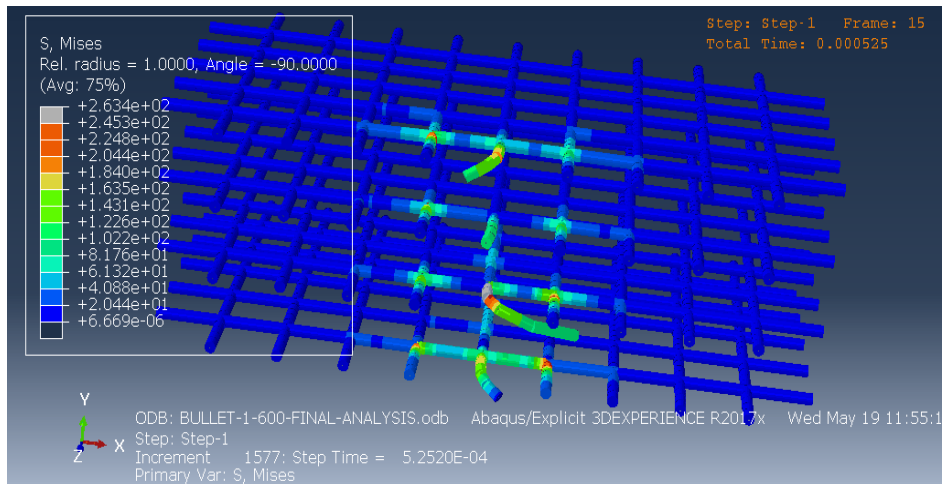 S, Mises
Rel. radius = 1.0000, Angle = -90.0000
(Avg: 75%)
+2.634e+02
+2.453e+02
+2.248e+02
+2.044e+02
+1.840e+02
+1.635e+02
+1.431e+02
+1.226e+02
+1.022e+02
+8.176e+01
+6.132e+01
+4.088e+01
+2.044e+01
+6.669e-06
Step: Step-1 Frame: 15
Total Time: 0.000525
Y
X
Z
ODB: BULLET-1-600-FINAL-ANALYSIS.odb Abaqus/Explicit 3DEXPERIENCE R2017x Wed May 19 11:55:1
Step: Step-1
Increment 1577: Step Time = 5.2520E-04
Primary Var: S, Mises